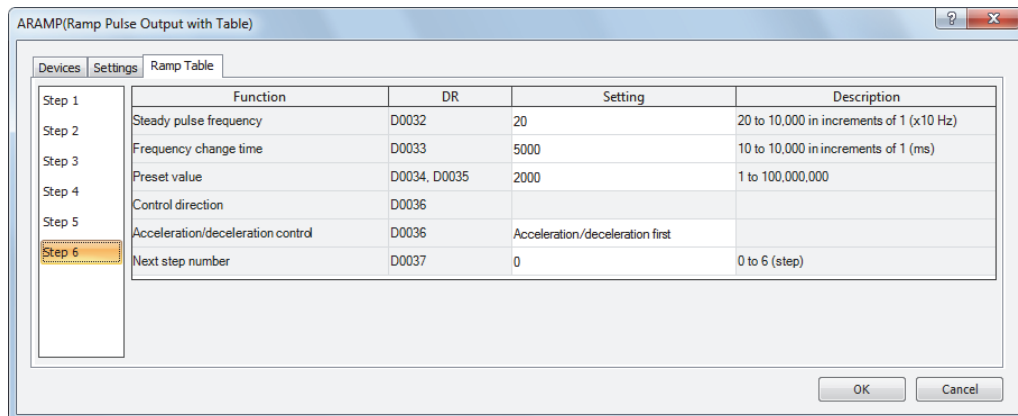 ARAMP(Ramp Pulse Output with Table)
? X
Devices Settings Ramp Table
Step 1
Step 2
Step 3
Step 4
Step 5
Step 6
Function DR Setting Description
Steady pulse frequency D0032 20 20 to 10,000 in increments of 1 (x10 Hz)
Frequency change time D0033 5000 10 to 10,000 in increments of 1 (ms)
Preset value D0034, D0035 2000 1 to 100,000,000
Control direction D0036
Acceleration/deceleration control D0036 Acceleration/deceleration first
Next step number D0037 0 0 to 6 (step)
OK Cancel